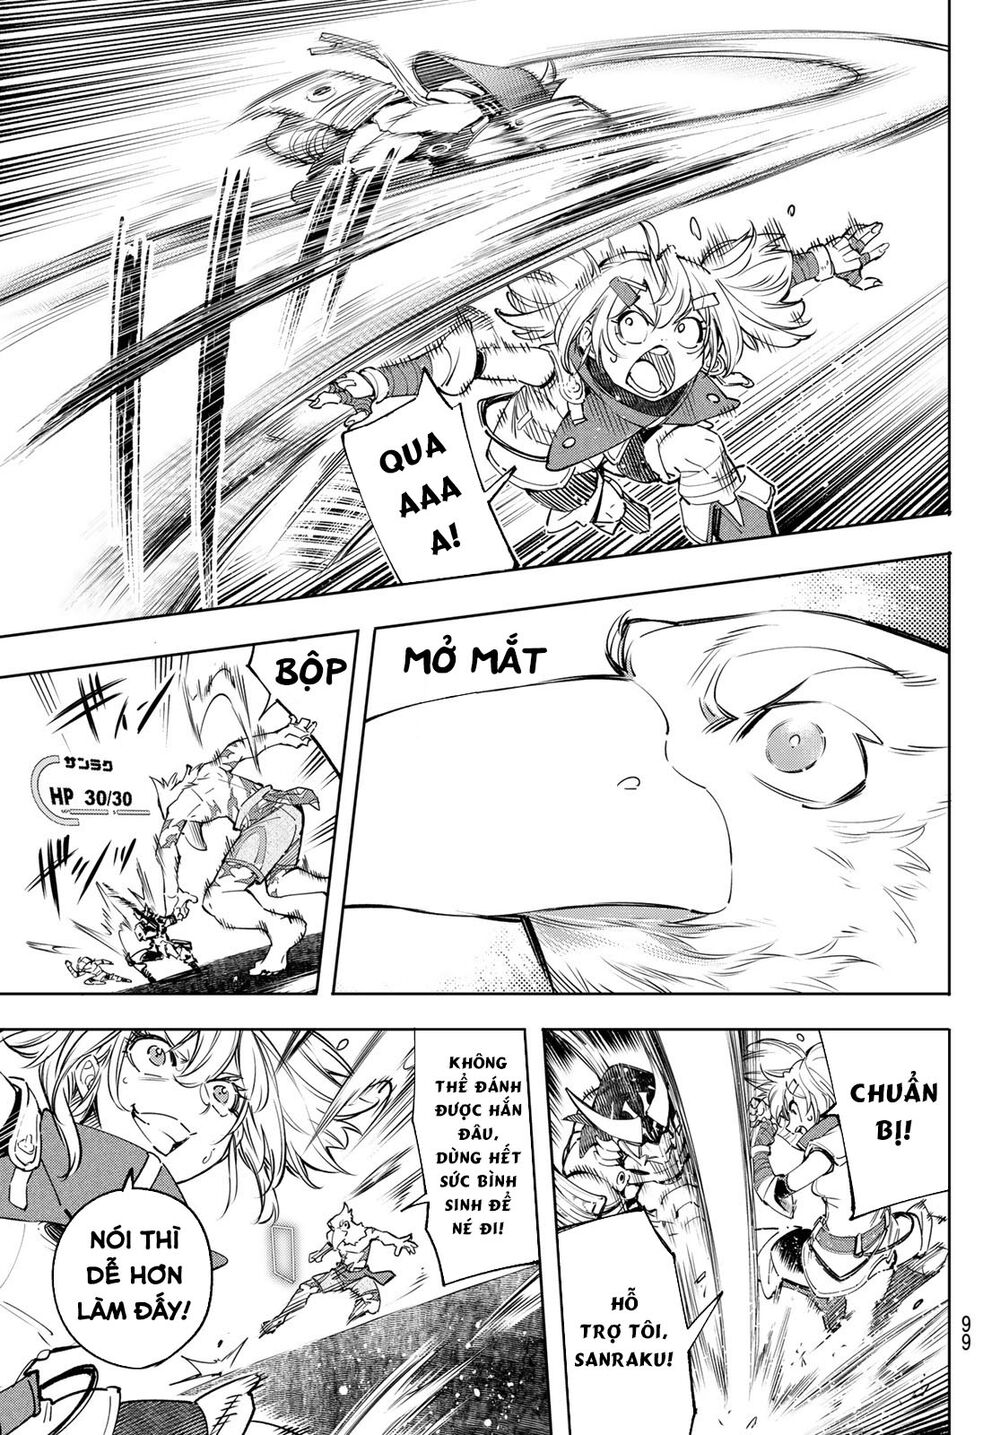 QUA
AAA
A!
MỞ MẮT
BỘP
サンラク
HP 30/30
CHUẨN
BỊ!
HỖ
TRỢ TÔI,
SANRAKU!
KHÔNG
THỂ ĐÁNH
ĐƯỢC HẮN
ĐÂU,
DÙNG HẾT
SỨC BÌNH
SINH ĐỂ
NÉ ĐI!
NÓI THÌ
DỄ HƠN
LÀM ĐẤY!
99